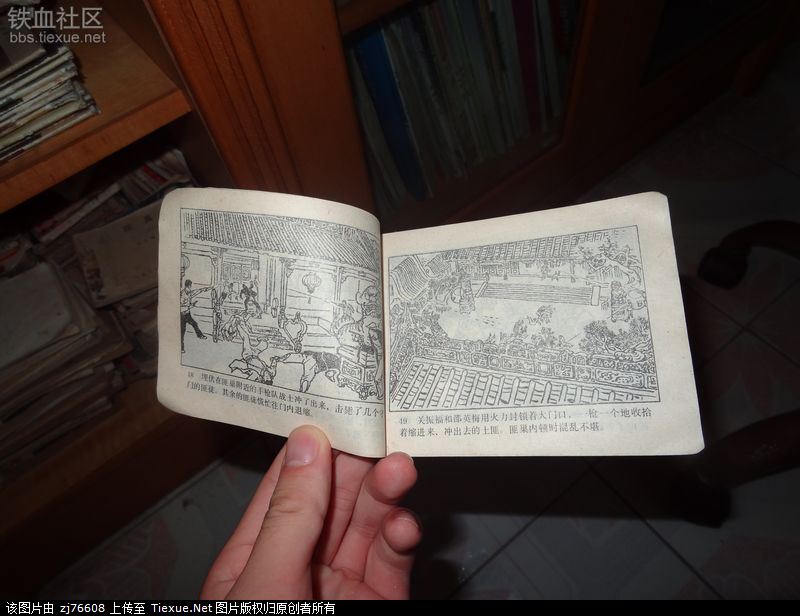 铁血社区
bbs.tiexue.net
48 埋伏在匪巢附近的手枪队战士冲了出来，击毙了几个
门的匪徒。其余的匪徒慌忙往门内退缩。
49 关振福和邵英梅用火力封锁着大门口，一枪一个地收拾
着缩进来、冲出去的土匪。匪巢内顿时混乱不堪。
该图片由 zj76608 上传至 Tiexue.Net 图片版权归原创者所有